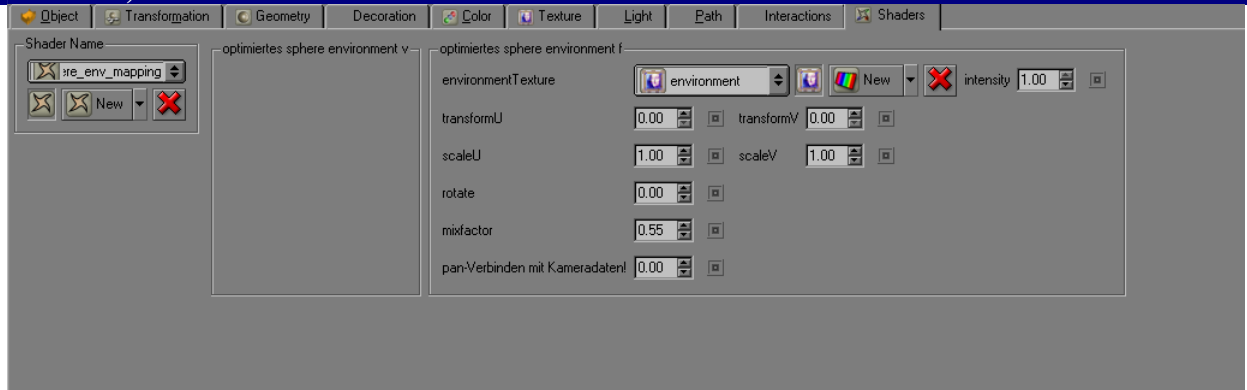 Object Transformation Geometry Decoration Color Texture Light Path Interactions Shaders
Shader Name
re_env_mapping
New
optimiertes sphere environment v
optimiertes sphere environment f
environmentTexture environment New intensity 1.00
transformU 0.00 transformV 0.00
scaleU 1.00 scaleV 1.00
rotate 0.00
mixfactor 0.55
pan-Verbinden mit Kameradaten! 0.00